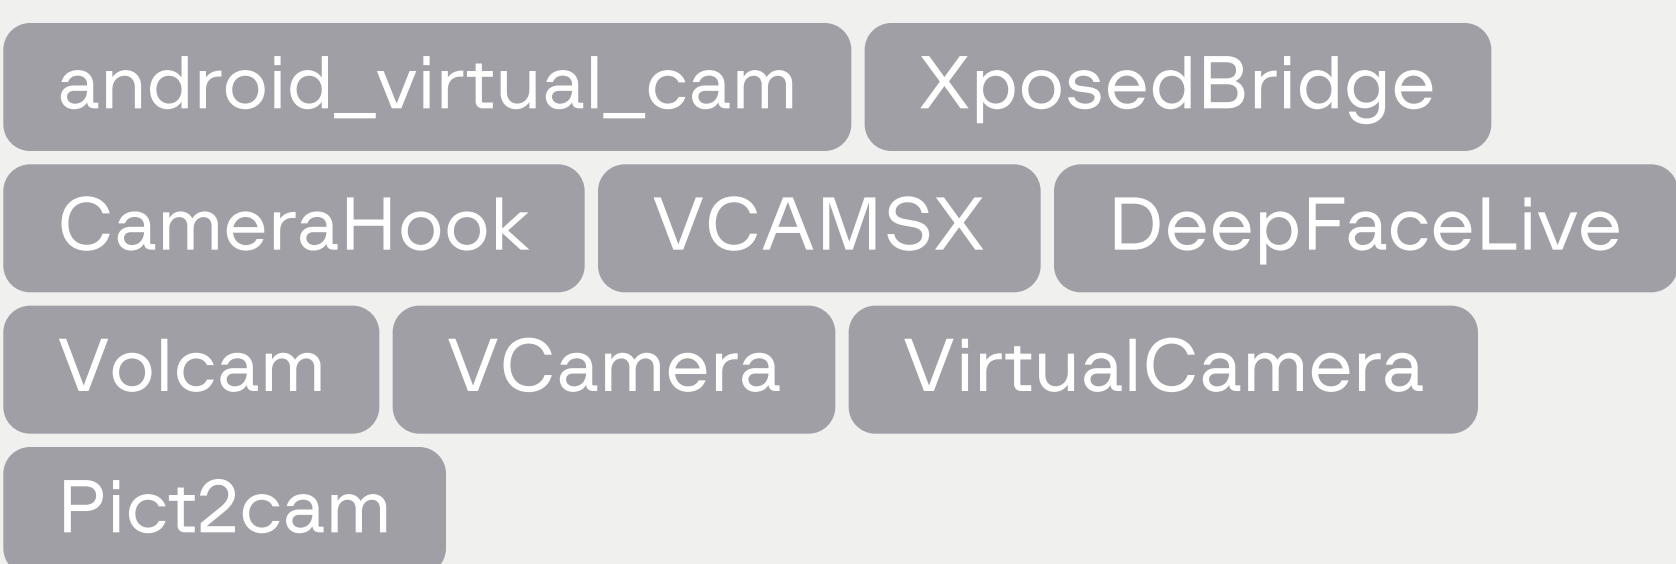 android_virtual_cam XposedBridge
CameraHook VCAMSX DeepFaceLive
Volcam VCamera VirtualCamera
Pict2cam